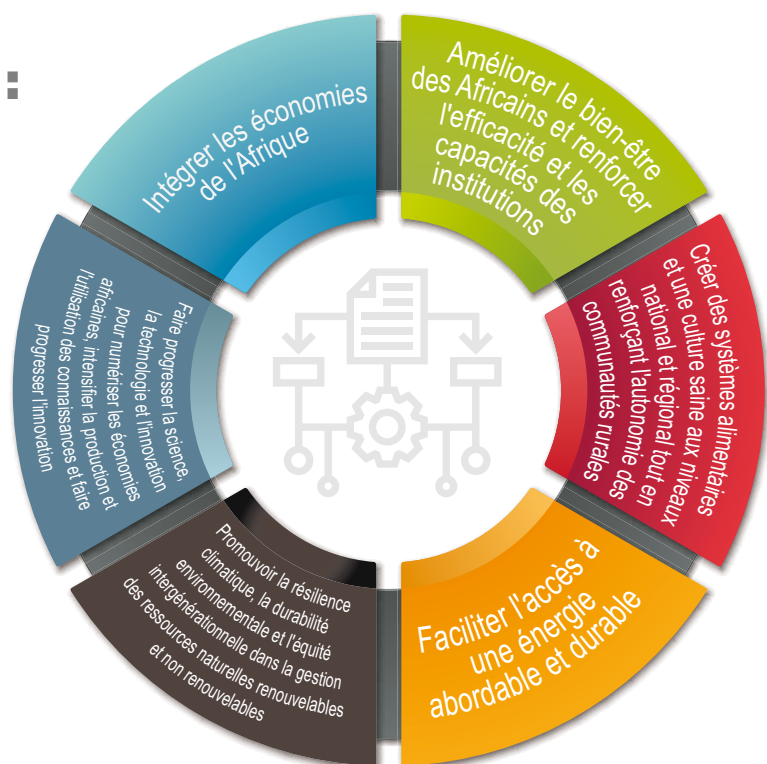 :
Intégrer les économies
de l'Afrique
Améliorer le bien-être
des Africains et renforcer
l'efficacité et les
capacités des
institutions
Créer des systèmes alimentaires
et une culture saine aux niveaux
national et régional tout en
renforçant l'autonomie des
communautés rurales
Faciliter l'accès à
une énergie
abordable et durable
Promouvoir la résilience
climatique, la durabilité
environnementale et l'équité
intergénérationnelle dans la gestion
des ressources naturelles renouvelables
et non renouvelables
Faire progresser la science,
la technologie et l'innovation
pour numériser les économies
africaines, intensifier la production et
l'utilisation des connaissances et faire
progresser l'innovation